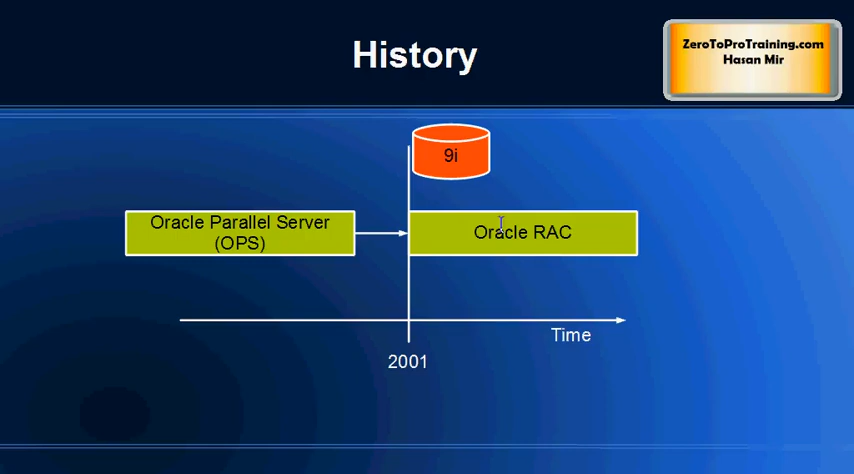 History
ZeroToProTraining.com
Hasan Mir
9i
Oracle Parallel Server
(OPS)
Oracle RAC
Time
2001